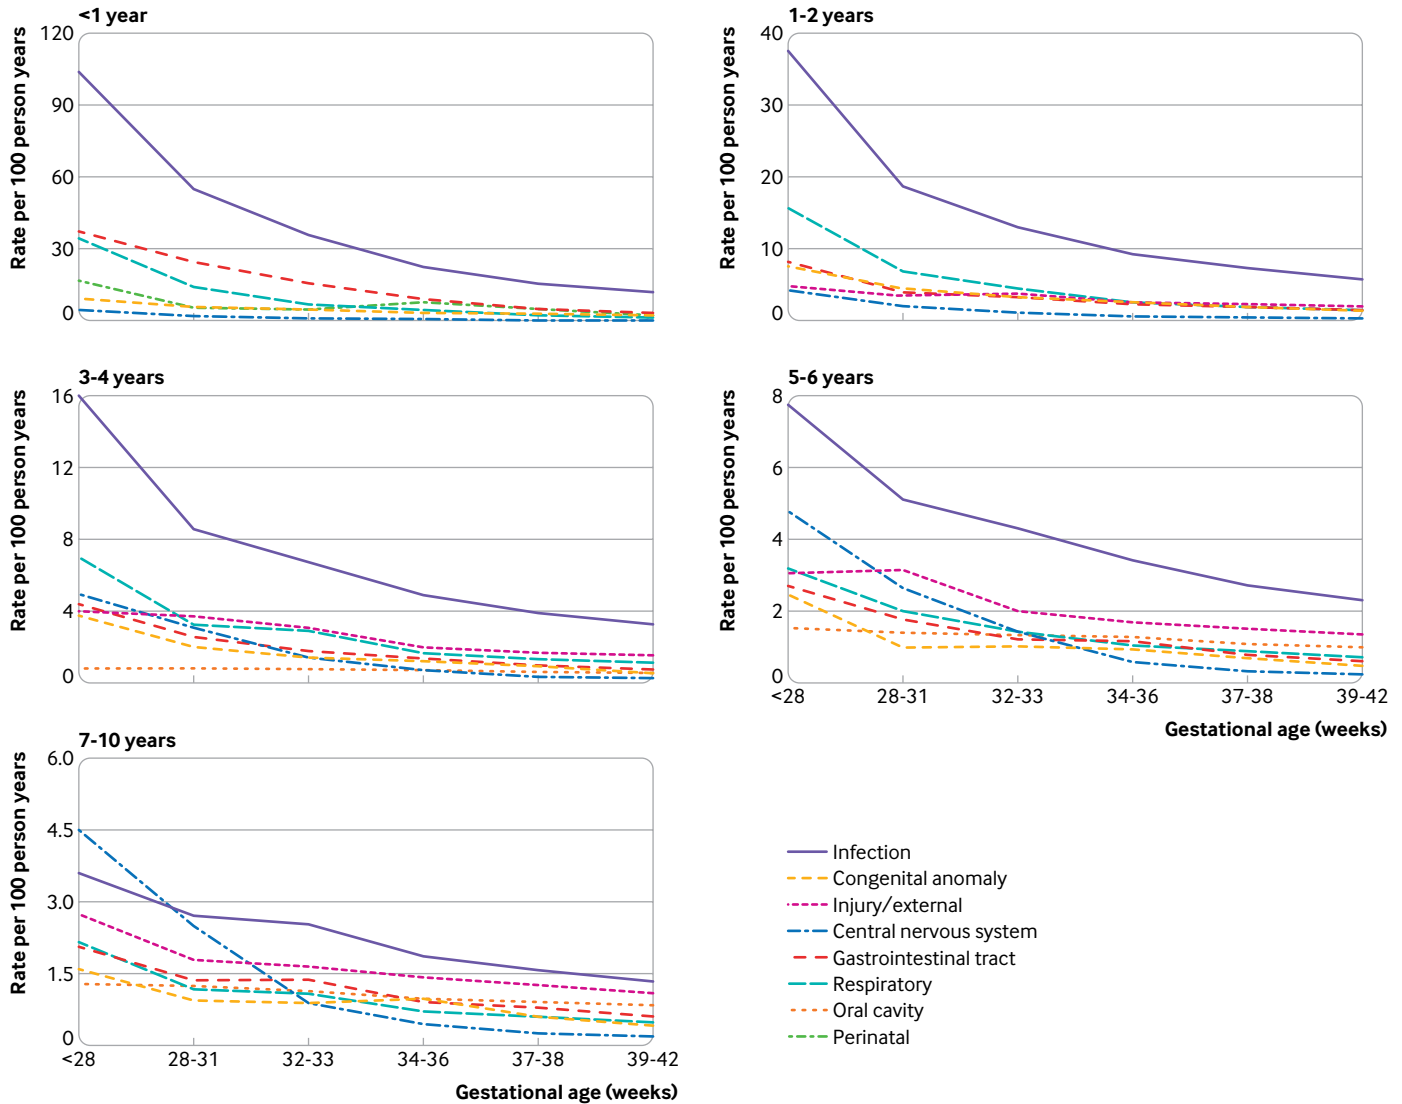 <1 year
Rate per 100 person years
120
90
60
30
0
1-2 years
Rate per 100 person years
40
30
20
10
0
3-4 years
Rate per 100 person years
16
12
8
4
0
5-6 years
Rate per 100 person years
8
6
4
2
0
<28 28-31 32-33 34-36 37-38 39-42
Gestational age (weeks)
7-10 years
Rate per 100 person years
6.0
4.5
3.0
1.5
0
<28 28-31 32-33 34-36 37-38 39-42
Gestational age (weeks)
Infection
Congenital anomaly
Injury/external
Central nervous system
Gastrointestinal tract
Respiratory
Oral cavity
Perinatal